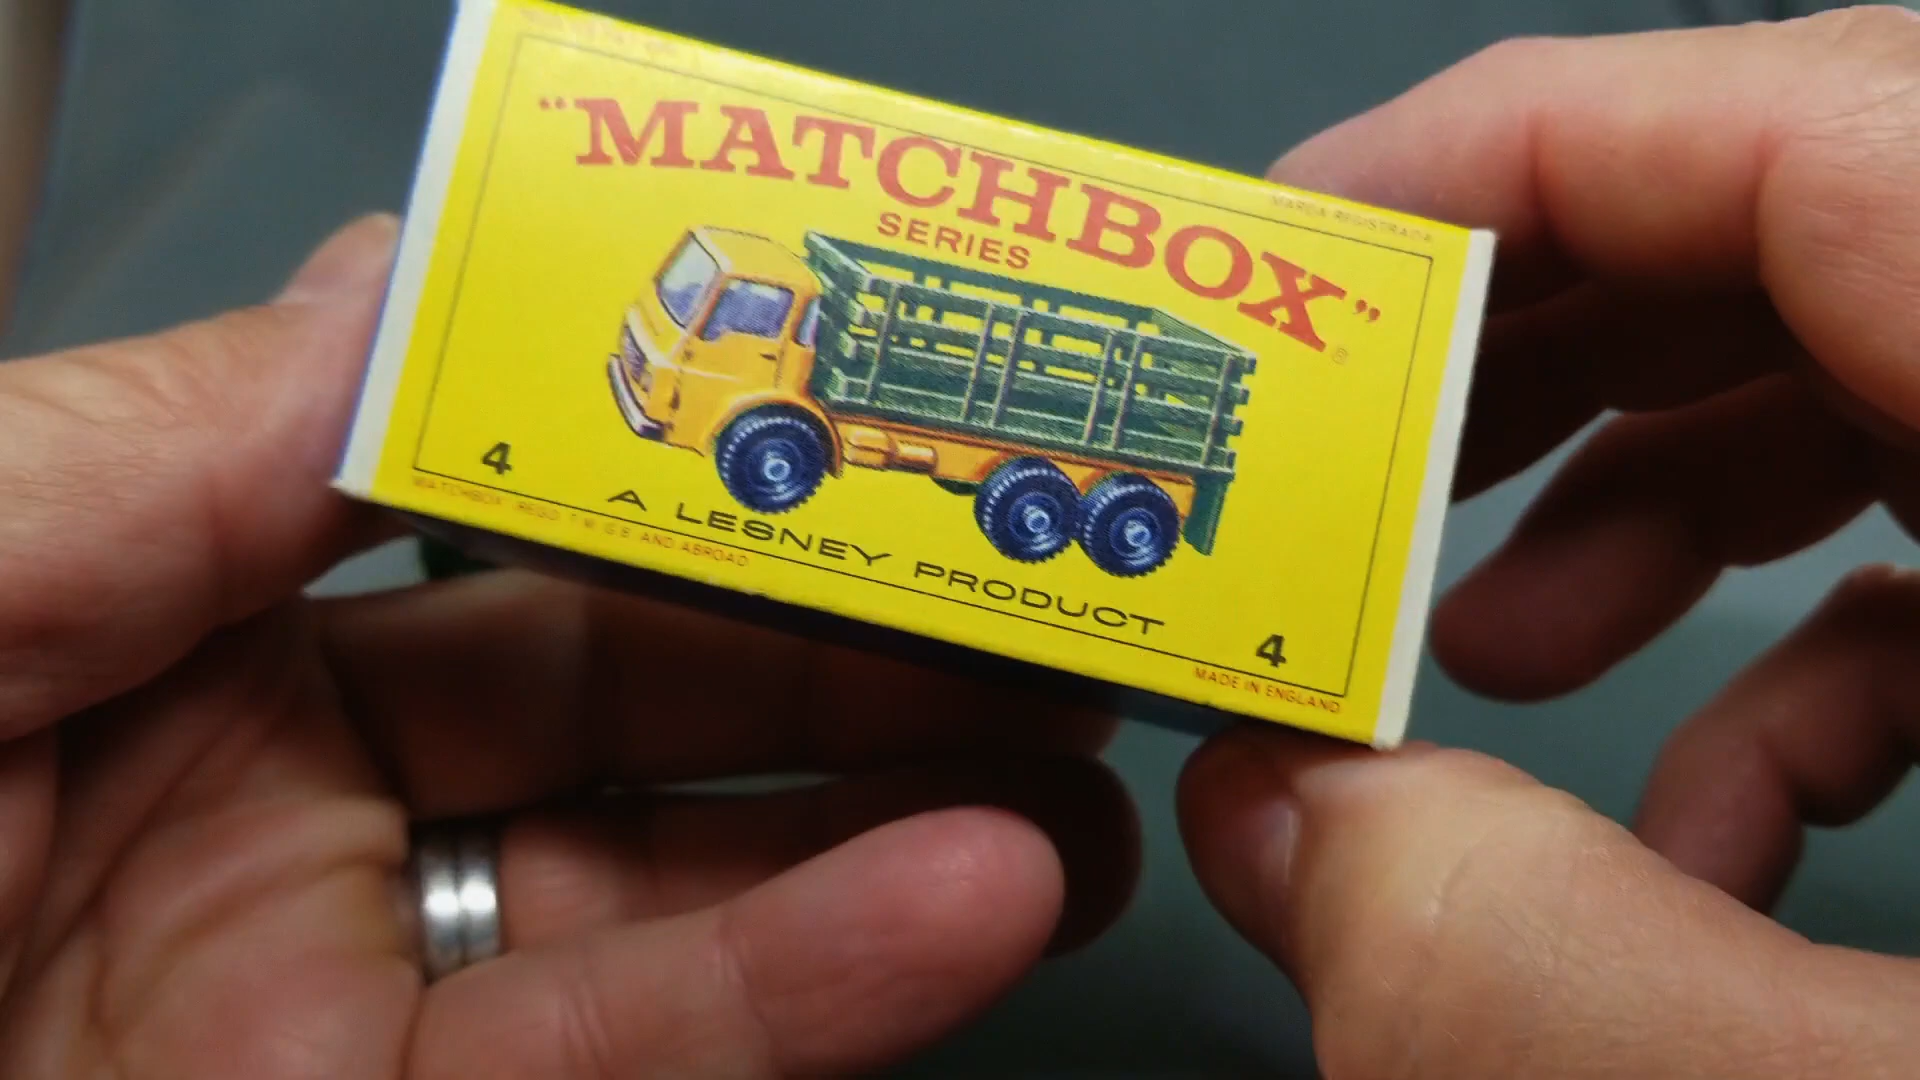 MARCA REGISTRADA
"MATCHBOX"®
SERIES
4
A LESNEY PRODUCT
4
"MATCHBOX" REGD. T.M. G.B. AND ABROAD
MADE IN ENGLAND